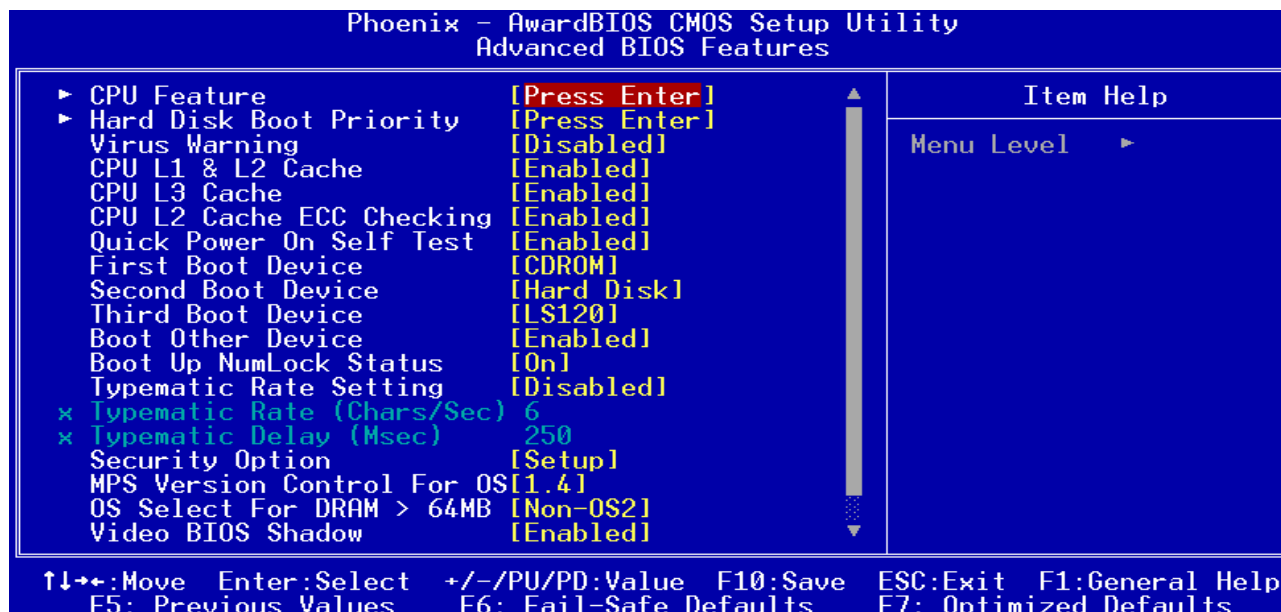 Phoenix - AwardBIOS CMOS Setup Utility
Advanced BIOS Features
► CPU Feature [Press Enter]
► Hard Disk Boot Priority [Press Enter]
Virus Warning [Disabled]
CPU L1 & L2 Cache [Enabled]
CPU L3 Cache [Enabled]
CPU L2 Cache ECC Checking [Enabled]
Quick Power On Self Test [Enabled]
First Boot Device [CDROM]
Second Boot Device [Hard Disk]
Third Boot Device [LS120]
Boot Other Device [Enabled]
Boot Up NumLock Status [On]
Typematic Rate Setting [Disabled]
x Typematic Rate (Chars/Sec) 6
x Typematic Delay (Msec) 250
Security Option [Setup]
MPS Version Control For OS[1.4]
OS Select For DRAM > 64MB [Non-OS2]
Video BIOS Shadow [Enabled]
Item Help
Menu Level ►
↑↓→←:Move Enter:Select +/-/PU/PD:Value F10:Save ESC:Exit F1:General Help
F5: Previous Values F6: Fail-Safe Defaults F7: Optimized Defaults